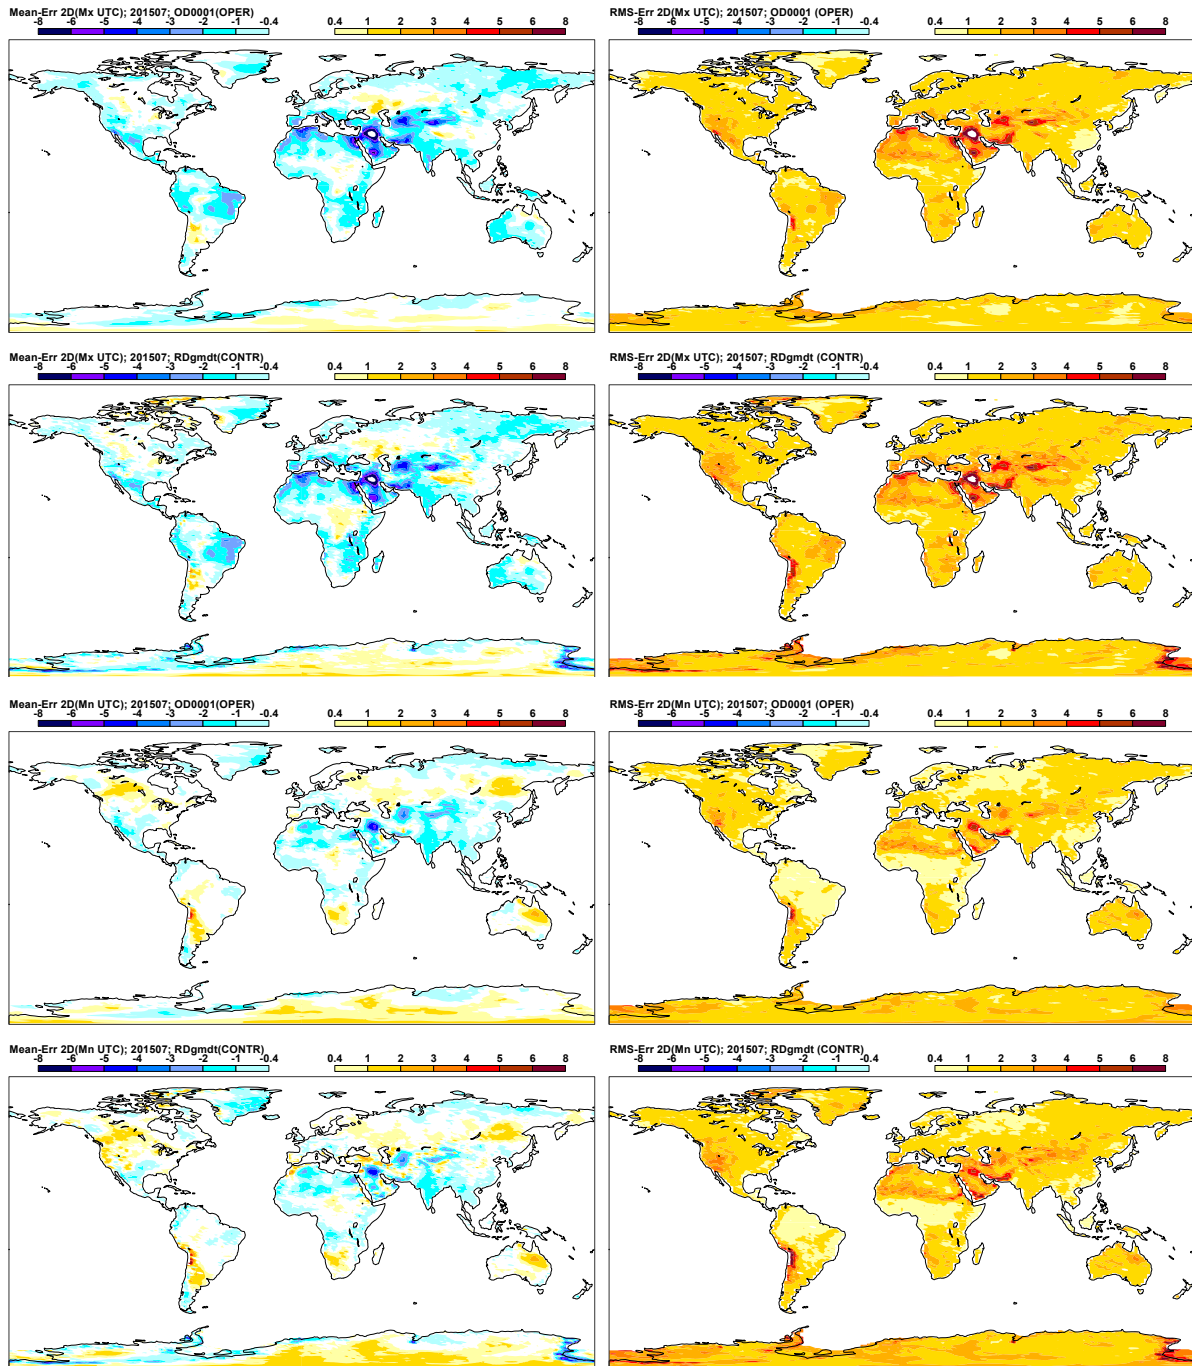 Mean-Err 2D(Mx UTC); 201507; OD0001(OPER)
-8 -6 -5 -4 -3 -2 -1 -0.4 0.4 1 2 3 4 5 6 8
RMS-Err 2D(Mx UTC); 201507; OD0001 (OPER)
-8 -6 -5 -4 -3 -2 -1 -0.4 0.4 1 2 3 4 5 6 8
Mean-Err 2D(Mx UTC); 201507; RDgmdt(CONTR)
-8 -6 -5 -4 -3 -2 -1 -0.4 0.4 1 2 3 4 5 6 8
RMS-Err 2D(Mx UTC); 201507; RDgmdt (CONTR)
-8 -6 -5 -4 -3 -2 -1 -0.4 0.4 1 2 3 4 5 6 8
Mean-Err 2D(Mn UTC); 201507; OD0001(OPER)
-8 -6 -5 -4 -3 -2 -1 -0.4 0.4 1 2 3 4 5 6 8
RMS-Err 2D(Mn UTC); 201507; OD0001 (OPER)
-8 -6 -5 -4 -3 -2 -1 -0.4 0.4 1 2 3 4 5 6 8
Mean-Err 2D(Mn UTC); 201507; RDgmdt(CONTR)
-8 -6 -5 -4 -3 -2 -1 -0.4 0.4 1 2 3 4 5 6 8
RMS-Err 2D(Mn UTC); 201507; RDgmdt (CONTR)
-8 -6 -5 -4 -3 -2 -1 -0.4 0.4 1 2 3 4 5 6 8